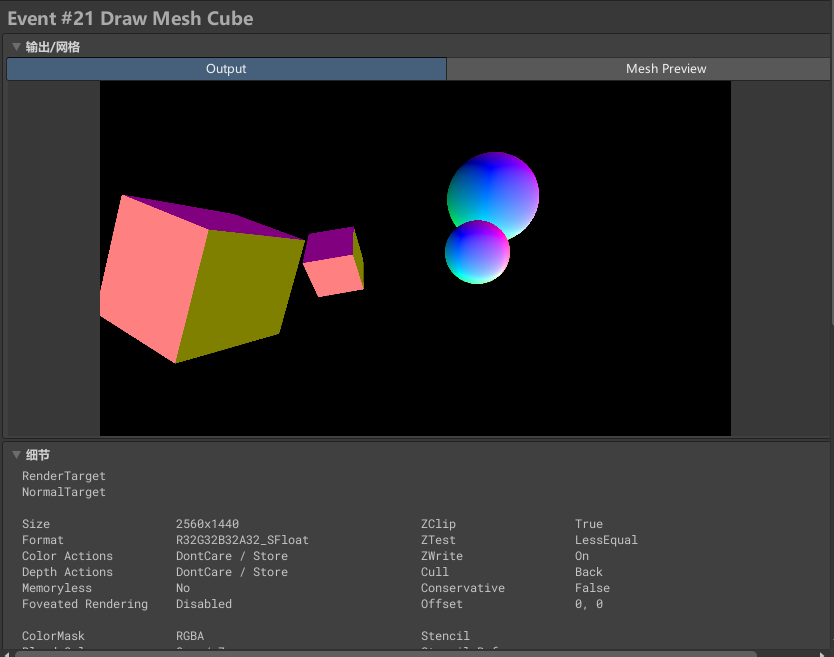 Event #21 Draw Mesh Cube
输出/网格
Output Mesh Preview
细节
RenderTarget
NormalTarget
Size 2560x1440 ZClip True
Format R32G32B32A32_SFloat ZTest LessEqual
Color Actions DontCare / Store ZWrite On
Depth Actions DontCare / Store Cull Back
Memoryless No Conservative False
Foveated Rendering Disabled Offset 0, 0
ColorMask RGBA Stencil